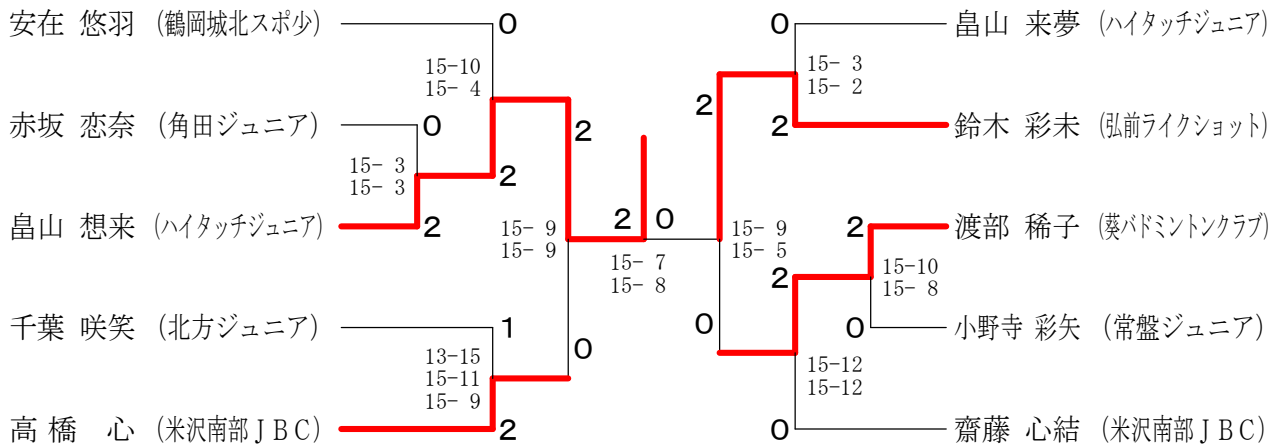 安在 悠羽 (鶴岡城北スポ少) 0 0 畠山 来夢 (ハイタッチジュニア)
15-10 15- 3
15- 4 15- 2
2 2 2 鈴木 彩未 (弘前ライクショット)
赤坂 恋奈 (角田ジュニア) 0
15- 3
15- 3 2
畠山 想来 (ハイタッチジュニア) 2 15- 9 2 0 15- 9 2 渡部 稀子 (葵バドミントンクラブ)
15- 9 15- 5
15- 7 2 15-10
15- 8 15- 8
千葉 咲笑 (北方ジュニア) 1 0 0 0 小野寺 彩矢 (常盤ジュニア)
13-15 15-12
15-11 15-12
15- 9
高橋 心 (米沢南部JBC) 2 0 齋藤 心結 (米沢南部JBC)